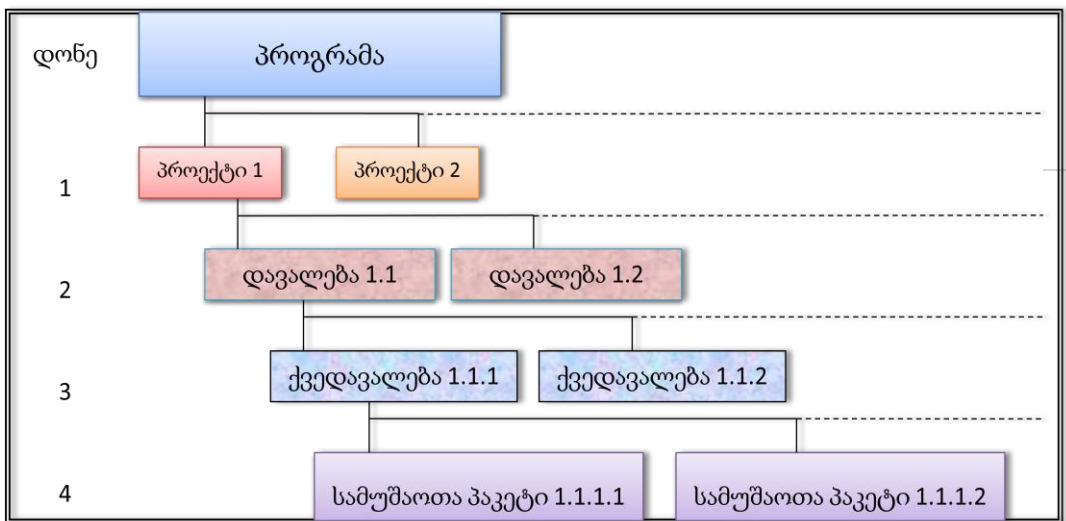 დონე
პროგრამა
1
პროექტი 1
პროექტი 2
2
დავალება 1.1
დავალება 1.2
3
ქვედავალება 1.1.1
ქვედავალება 1.1.2
4
სამუშაოთა პაკეტი 1.1.1.1
სამუშაოთა პაკეტი 1.1.1.2